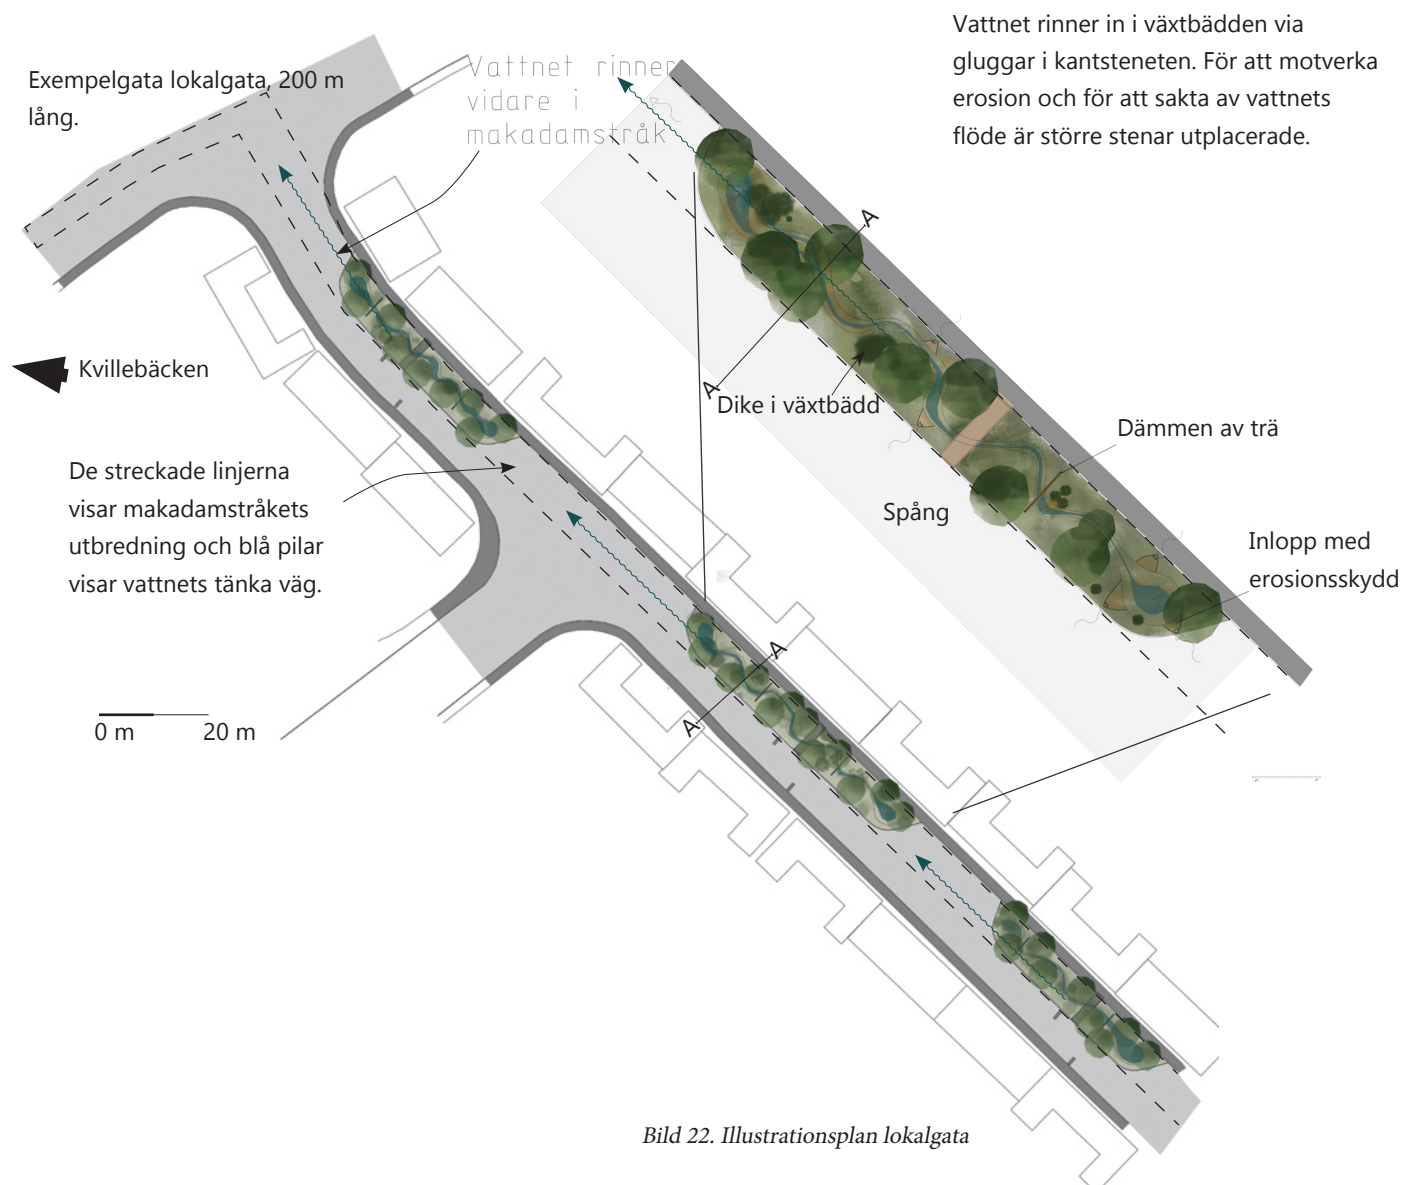 Exempelgata lokalgata, 200 m
lång.
Vattnet rinner
vidare i
makadamstråk
Vattnet rinner in i växtbädden via
gluggar i kantsteneten. För att motverka
erosion och för att sakta av vattnets
flöde är större stenar utplacerade.
A
A
Kvillebäcken
Dike i växtbädd
Dämmen av trä
De streckade linjerna
visar makadamstråkets
utbredning och blå pilar
visar vattnets tänka väg.
Spång
Inlopp med
erosionsskydd
A
A
0 m 20 m
Bild 22. Illustrationsplan lokalgata